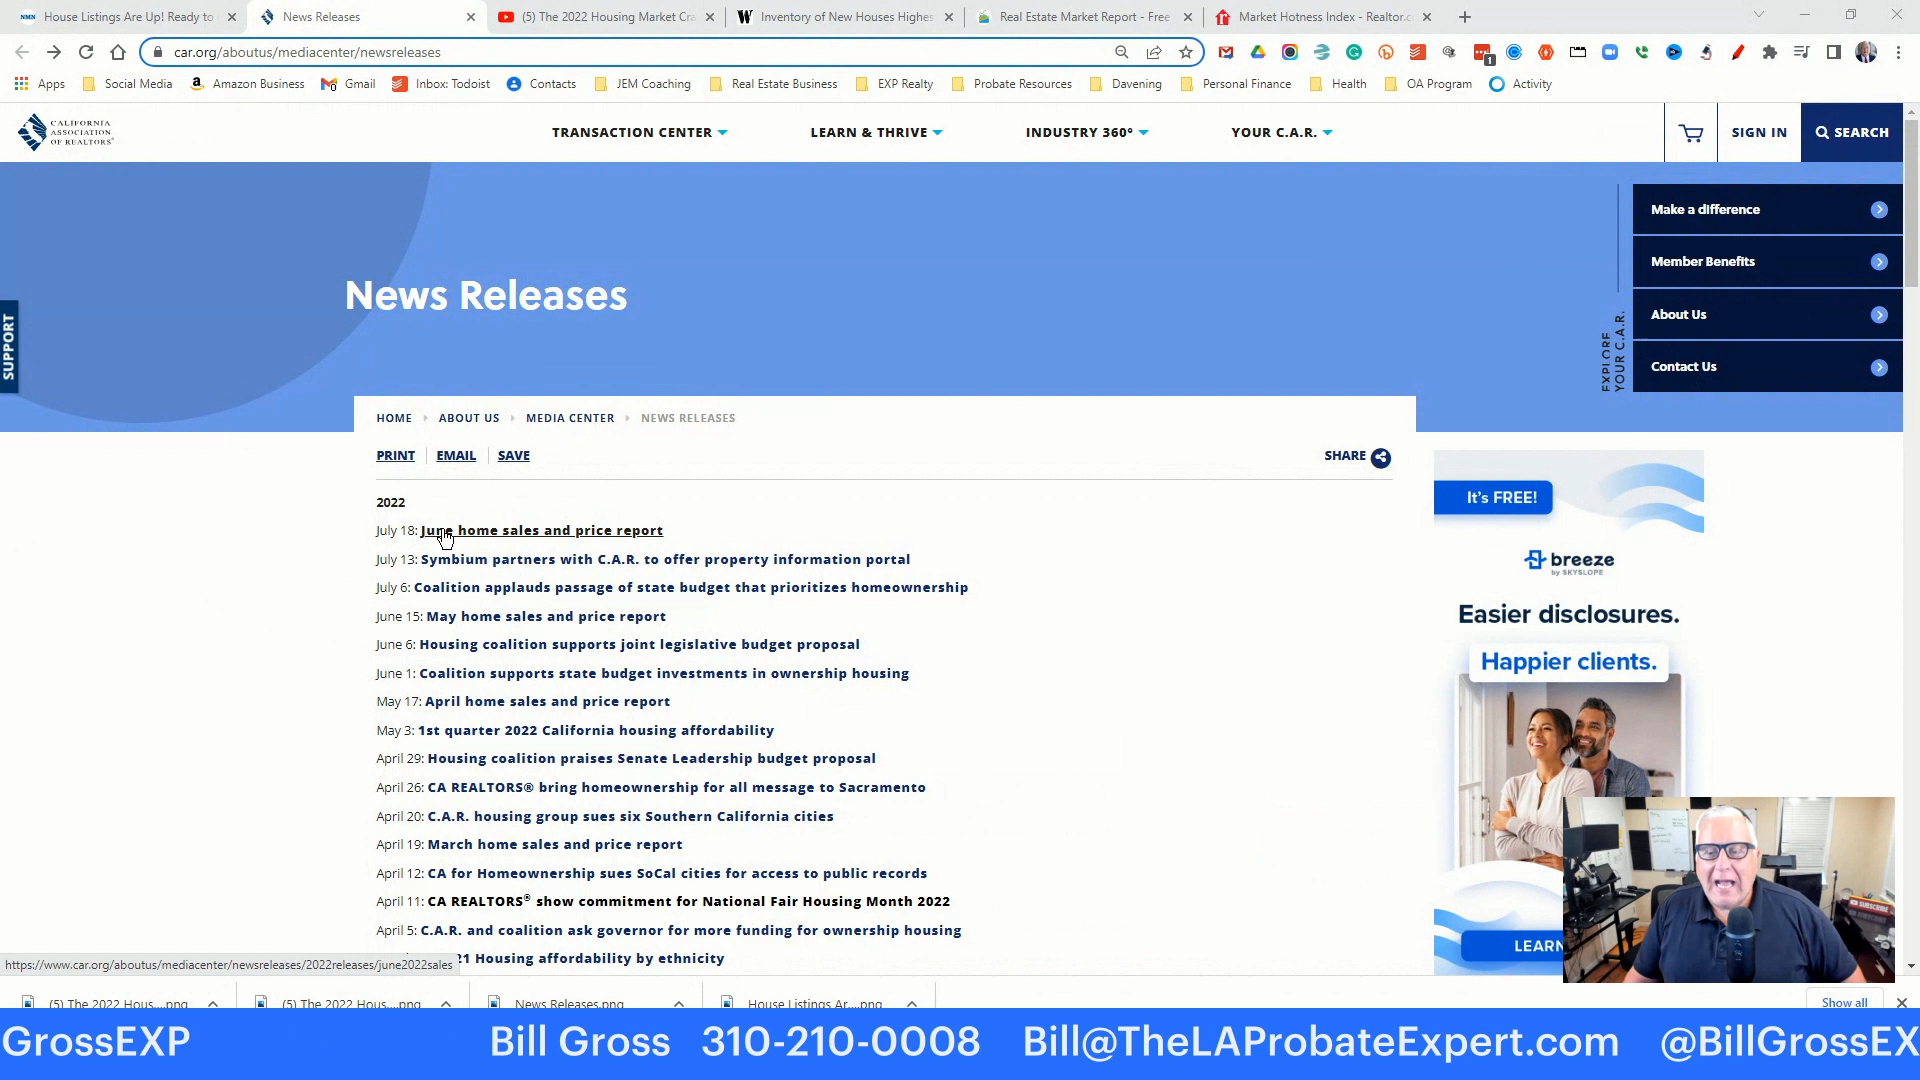 House Listings Are Up! Ready to
News Releases
(5) The 2022 Housing Market Cra
Inventory of New Houses Highes
Real Estate Market Report - Free
Market Hotness Index - Realtor.c
car.org/aboutus/mediacenter/newsreleases
Apps
Social Media
Amazon Business
Gmail
Inbox: Todoist
Contacts
JEM Coaching
Real Estate Business
EXP Realty
Probate Resources
Davening
Personal Finance
Health
OA Program
Activity
CALIFORNIA
ASSOCIATION
OF REALTORS®
TRANSACTION CENTER
LEARN & THRIVE
INDUSTRY 360°
YOUR C.A.R.
SIGN IN
SEARCH
Make a difference
Member Benefits
About Us
Contact Us
EXPLORE
YOUR C.A.R.
SUPPORT
News Releases
HOME
ABOUT US
MEDIA CENTER
NEWS RELEASES
PRINT
EMAIL
SAVE
SHARE
2022
July 18: June home sales and price report
July 13: Symbium partners with C.A.R. to offer property information portal
July 6: Coalition applauds passage of state budget that prioritizes homeownership
June 15: May home sales and price report
June 6: Housing coalition supports joint legislative budget proposal
June 1: Coalition supports state budget investments in ownership housing
May 17: April home sales and price report
May 3: 1st quarter 2022 California housing affordability
April 29: Housing coalition praises Senate Leadership budget proposal
April 26: CA REALTORS® bring homeownership for all message to Sacramento
April 20: C.A.R. housing group sues six Southern California cities
April 19: March home sales and price report
April 12: CA for Homeownership sues SoCal cities for access to public records
April 11: CA REALTORS® show commitment for National Fair Housing Month 2022
April 5: C.A.R. and coalition ask governor for more funding for ownership housing
21 Housing affordability by ethnicity
https://www.car.org/aboutus/mediacenter/newsreleases/2022releases/june2022sales
It's FREE!
breeze
by SKYSLOPE
Easier disclosures.
Happier clients.
LEARN
SUBSCRIBE
(5) The 2022 Hous....png
(5) The 2022 Hous....png
News Releases.png
House Listings Ar....png
Show all
GrossEXP
Bill Gross 310-210-0008 Bill@TheLAProbateExpert.com @BillGrossEX